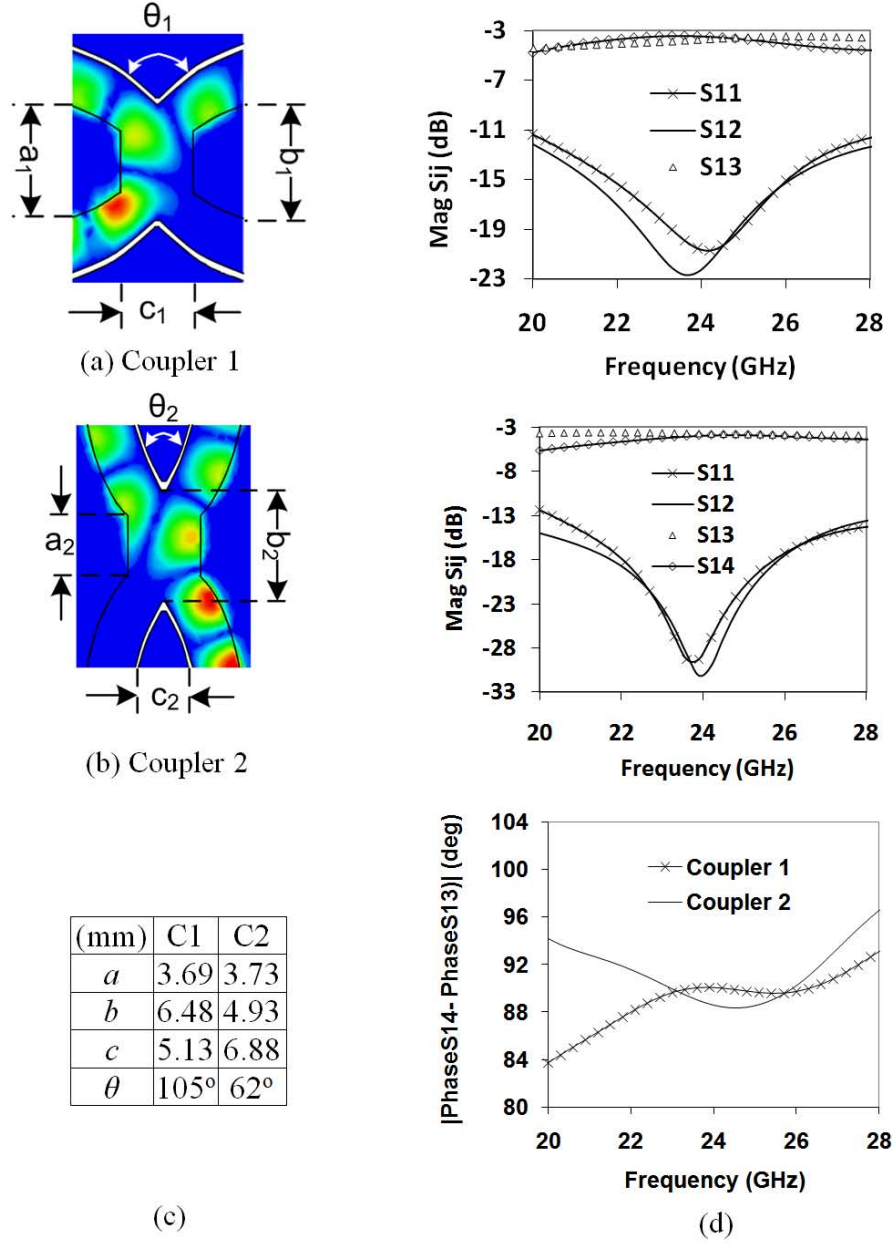 θ1
a1
b1
c1
(a) Coupler 1
-3
-7
-11
-15
-19
-23
Mag Sij (dB)
S11
S12
S13
20 22 24 26 28
Frequency (GHz)
θ2
a2
b2
c2
(b) Coupler 2
-3
-8
-13
-18
-23
-28
-33
Mag Sij (dB)
S11
S12
S13
S14
20 22 24 26 28
Frequency (GHz)
(mm) C1 C2
a 3.69 3.73
b 6.48 4.93
c 5.13 6.88
θ 105º 62º
(c)
104
100
96
92
88
84
80
|PhaseS14- PhaseS13)| (deg)
Coupler 1
Coupler 2
20 22 24 26 28
Frequency (GHz)
(d)